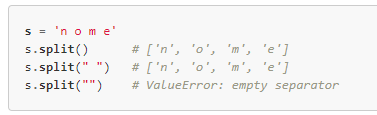 s = 'n o m e'
s.split()      # ['n', 'o', 'm', 'e']
s.split(" ")   # ['n', 'o', 'm', 'e']
s.split("")    # ValueError: empty separator